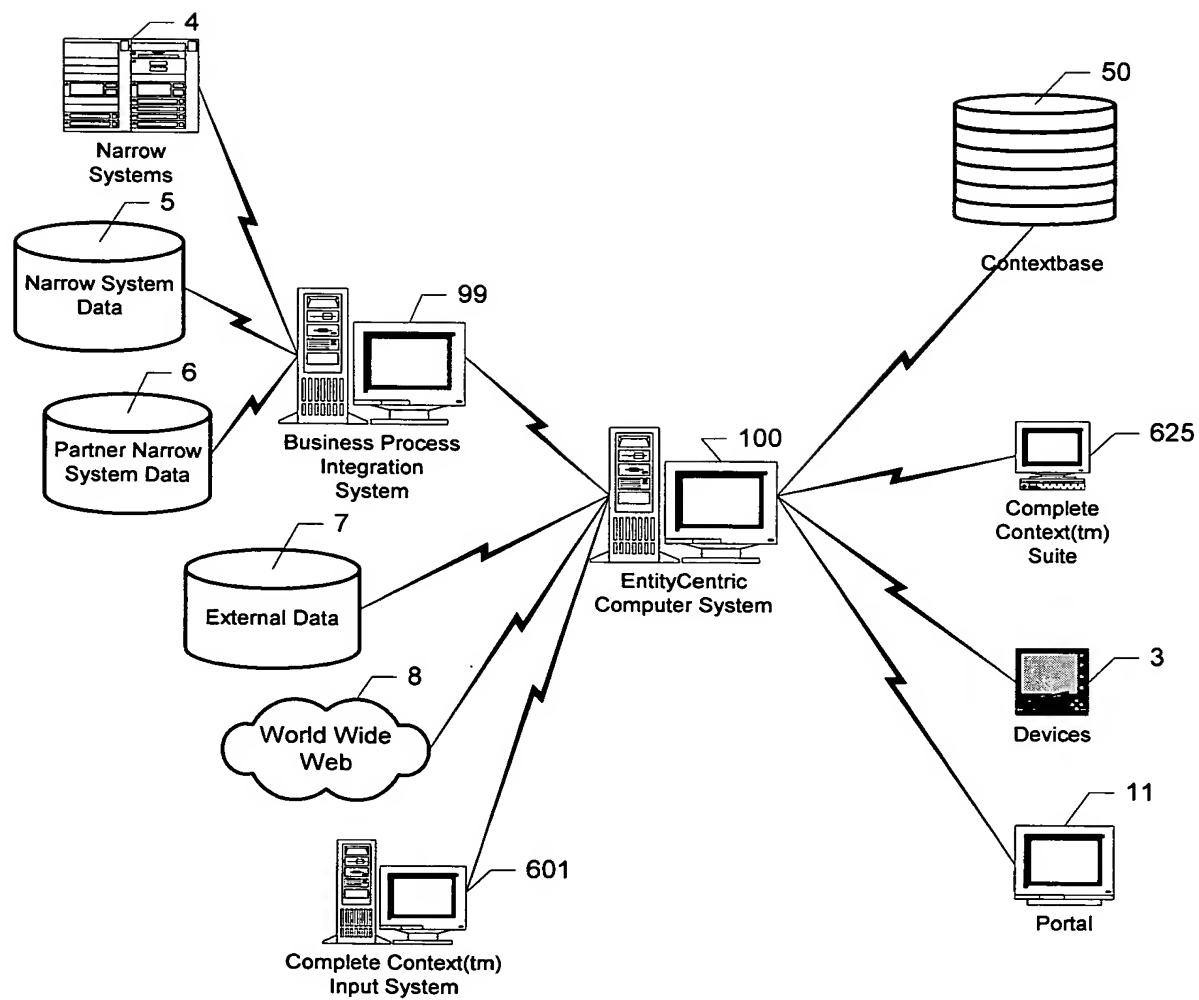 4
Narrow
Systems
5
Narrow System
Data
6
Partner Narrow
System Data
99
Business Process
Integration
System
7
External Data
8
World Wide
Web
601
Complete Context(tm)
Input System
100
EntityCentric
Computer System
50
Contextbase
625
Complete
Context(tm)
Suite
3
Devices
11
Portal